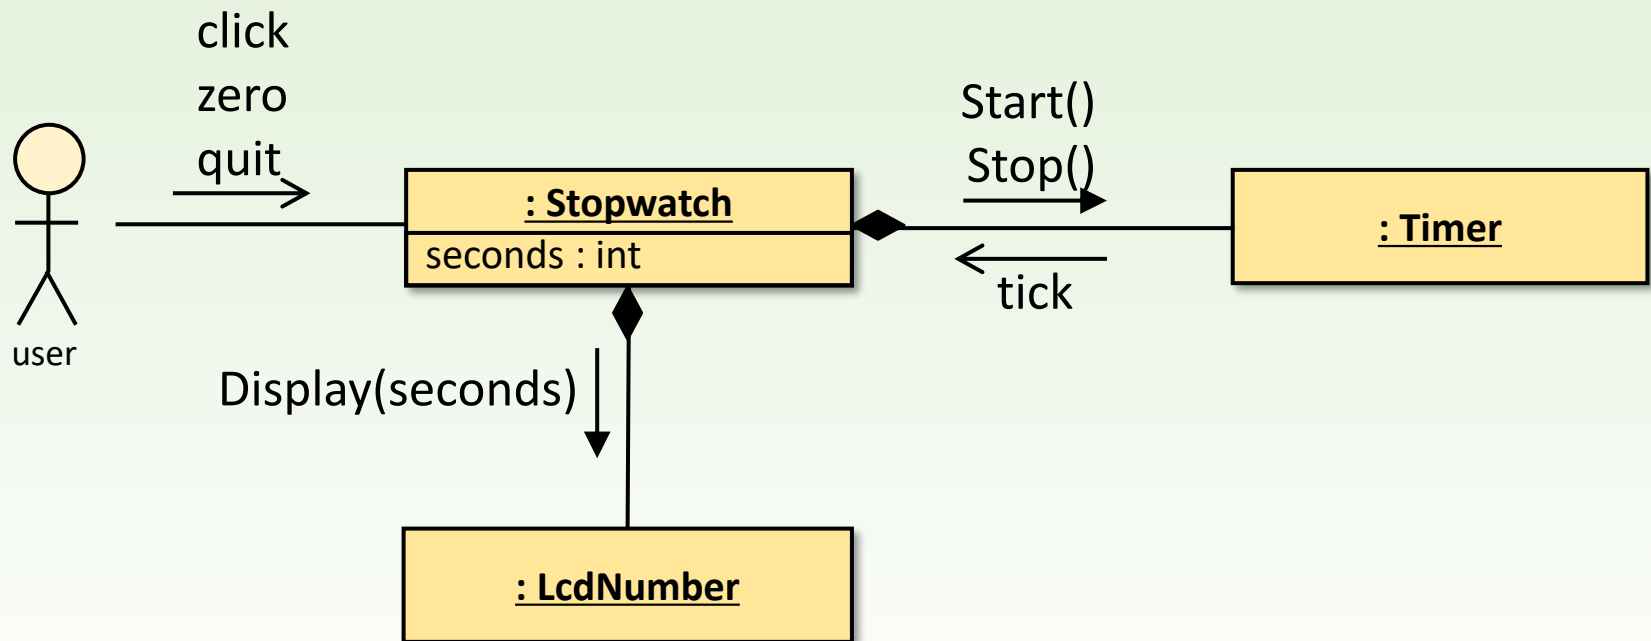 click
zero
quit
user
: Stopwatch
seconds : int
Start()
Stop()
tick
: Timer
Display(seconds)
: LcdNumber